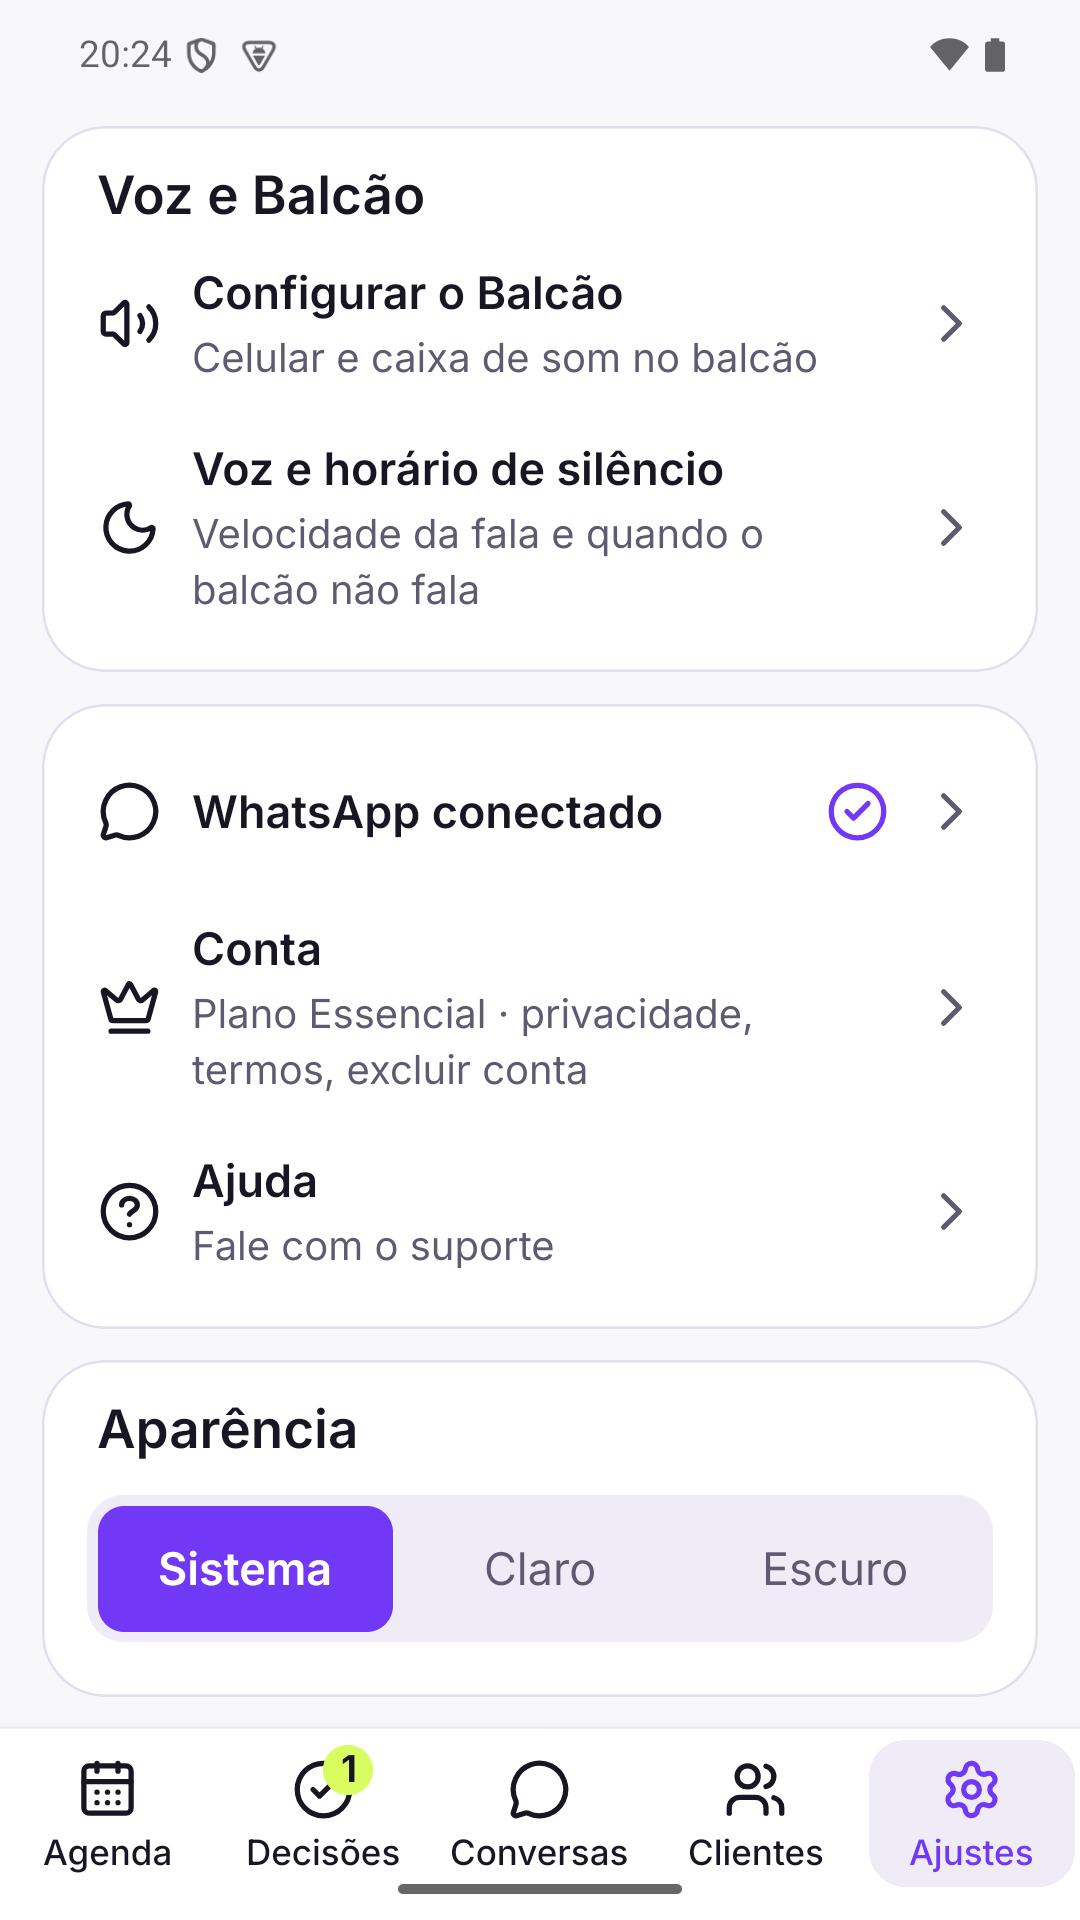 20:24
Voz e Balcão
Configurar o Balcão
Celular e caixa de som no balcão
Voz e horário de silêncio
Velocidade da fala e quando o
balcão não fala
WhatsApp conectado
Conta
Plano Essencial · privacidade,
termos, excluir conta
Ajuda
Fale com o suporte
Aparência
Sistema
Claro
Escuro
1
Agenda
Decisões
Conversas
Clientes
Ajustes